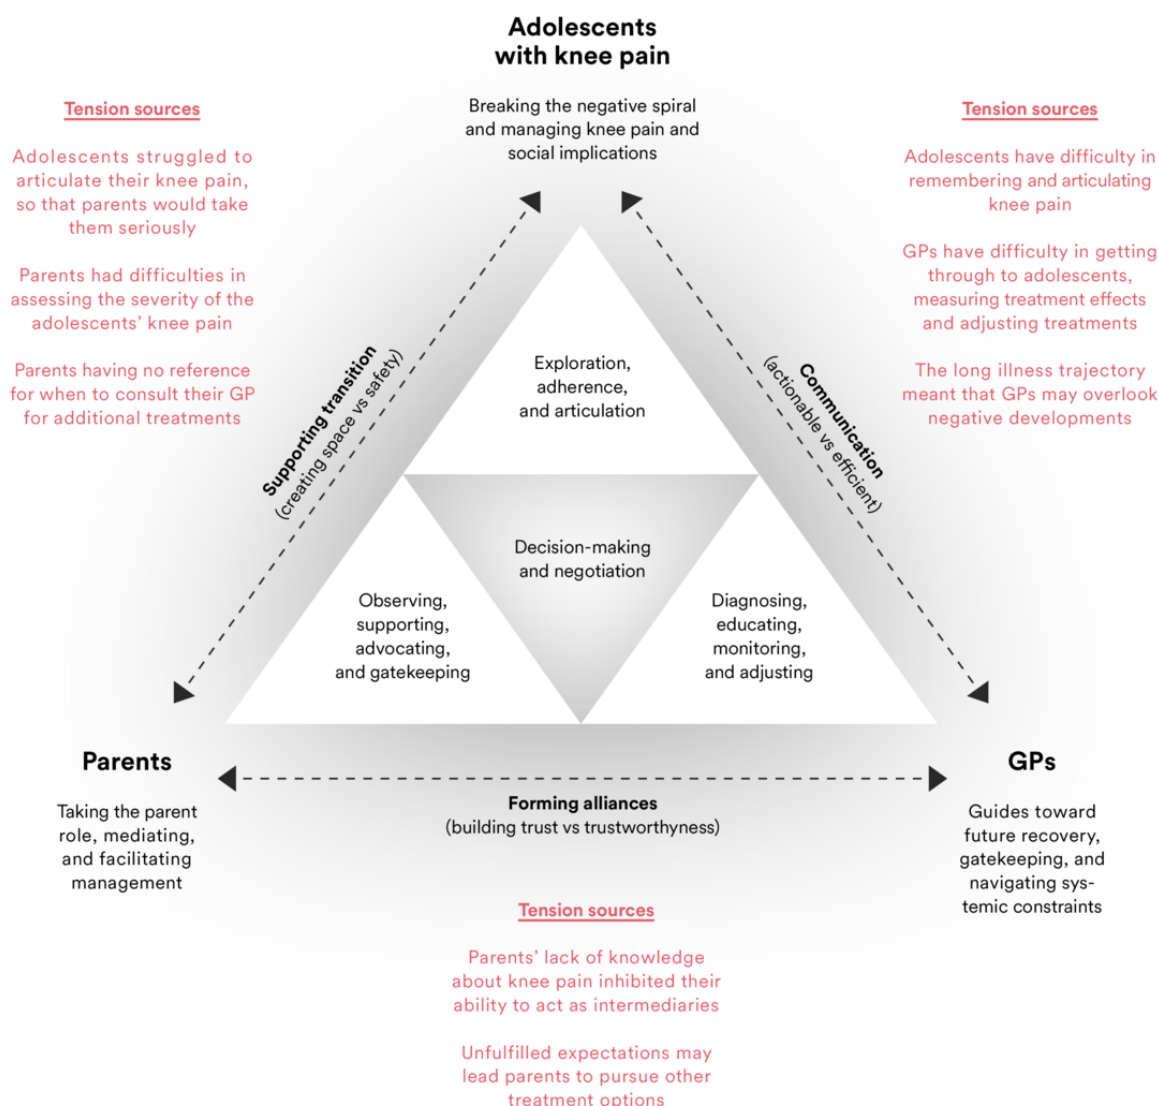 Adolescents
with knee pain
Breaking the negative spiral
and managing knee pain and
social implications
Tension sources
Adolescents struggled to
articulate their knee pain,
so that parents would take
them seriously
Parents had difficulties in
assessing the severity of the
adolescents’ knee pain
Parents having no reference
for when to consult their GP
for additional treatments
Tension sources
Adolescents have difficulty in
remembering and articulating
knee pain
GPs have difficulty in getting
through to adolescents,
measuring treatment effects
and adjusting treatments
The long illness trajectory
meant that GPs may overlook
negative developments
Supporting transition
(creating space vs safety)
Communication
(actionable vs efficient)
Exploration,
adherence,
and articulation
Decision-making
and negotiation
Observing,
supporting,
advocating,
and gatekeeping
Diagnosing,
educating,
monitoring,
and adjusting
Parents
Taking the parent
role, mediating,
and facilitating
management
Forming alliances
(building trust vs trustworthyness)
GPs
Guides toward
future recovery,
gatekeeping, and
navigating sys-
temic constraints
Tension sources
Parents’ lack of knowledge
about knee pain inhibited their
ability to act as intermediaries
Unfulfilled expectations may
lead parents to pursue other
treatment options